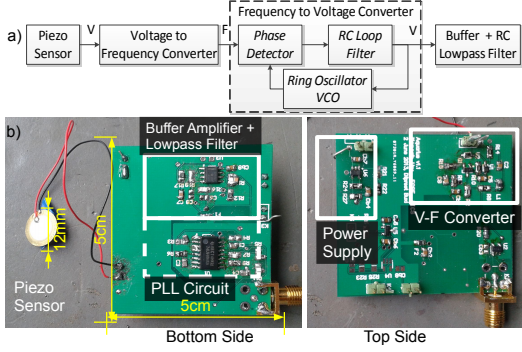 a)
Piezo
Sensor
V
Voltage to
Frequency Converter
F
Frequency to Voltage Converter
Phase
Detector
RC Loop
Filter
Ring Oscillator
VCO
V
Buffer + RC
Lowpass Filter
b)
Buffer Amplifier +
Lowpass Filter
12mm
5cm
Piezo
Sensor
PLL Circuit
5cm
Bottom Side
Power
Supply
V-F Converter
Top Side